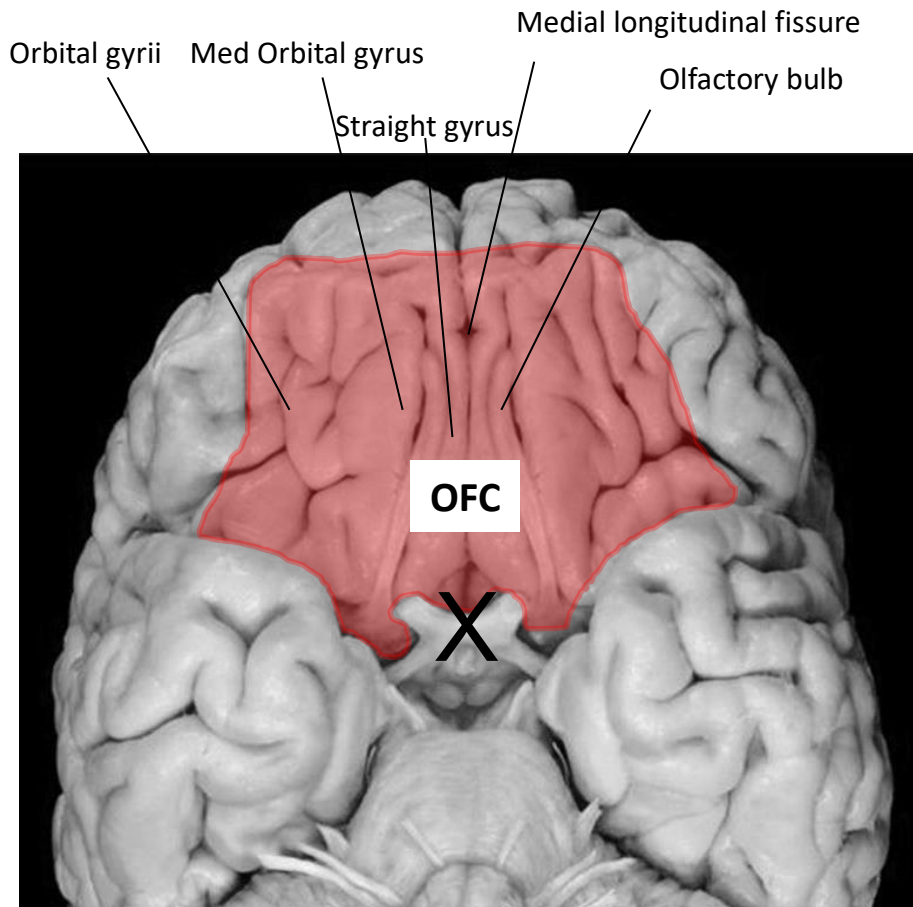 Medial longitudinal fissure
Orbital gyrii
Med Orbital gyrus
Olfactory bulb
Straight gyrus
OFC
X